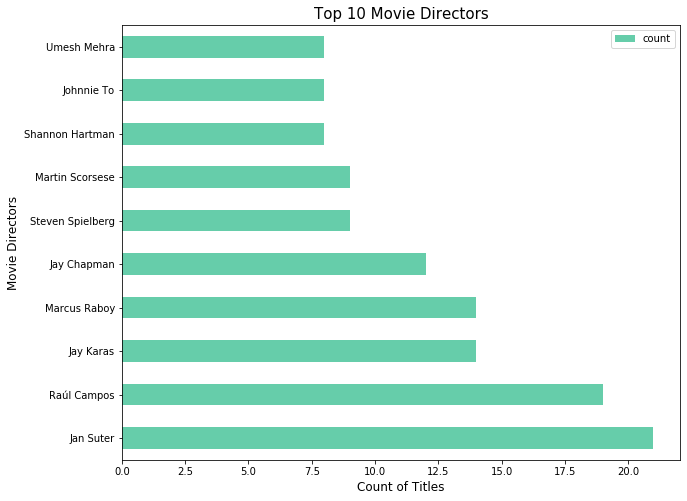 Top 10 Movie Directors
count
Movie Directors
Umesh Mehra
Johnnie To
Shannon Hartman
Martin Scorsese
Steven Spielberg
Jay Chapman
Marcus Raboy
Jay Karas
Raúl Campos
Jan Suter
0.0 2.5 5.0 7.5 10.0 12.5 15.0 17.5 20.0
Count of Titles